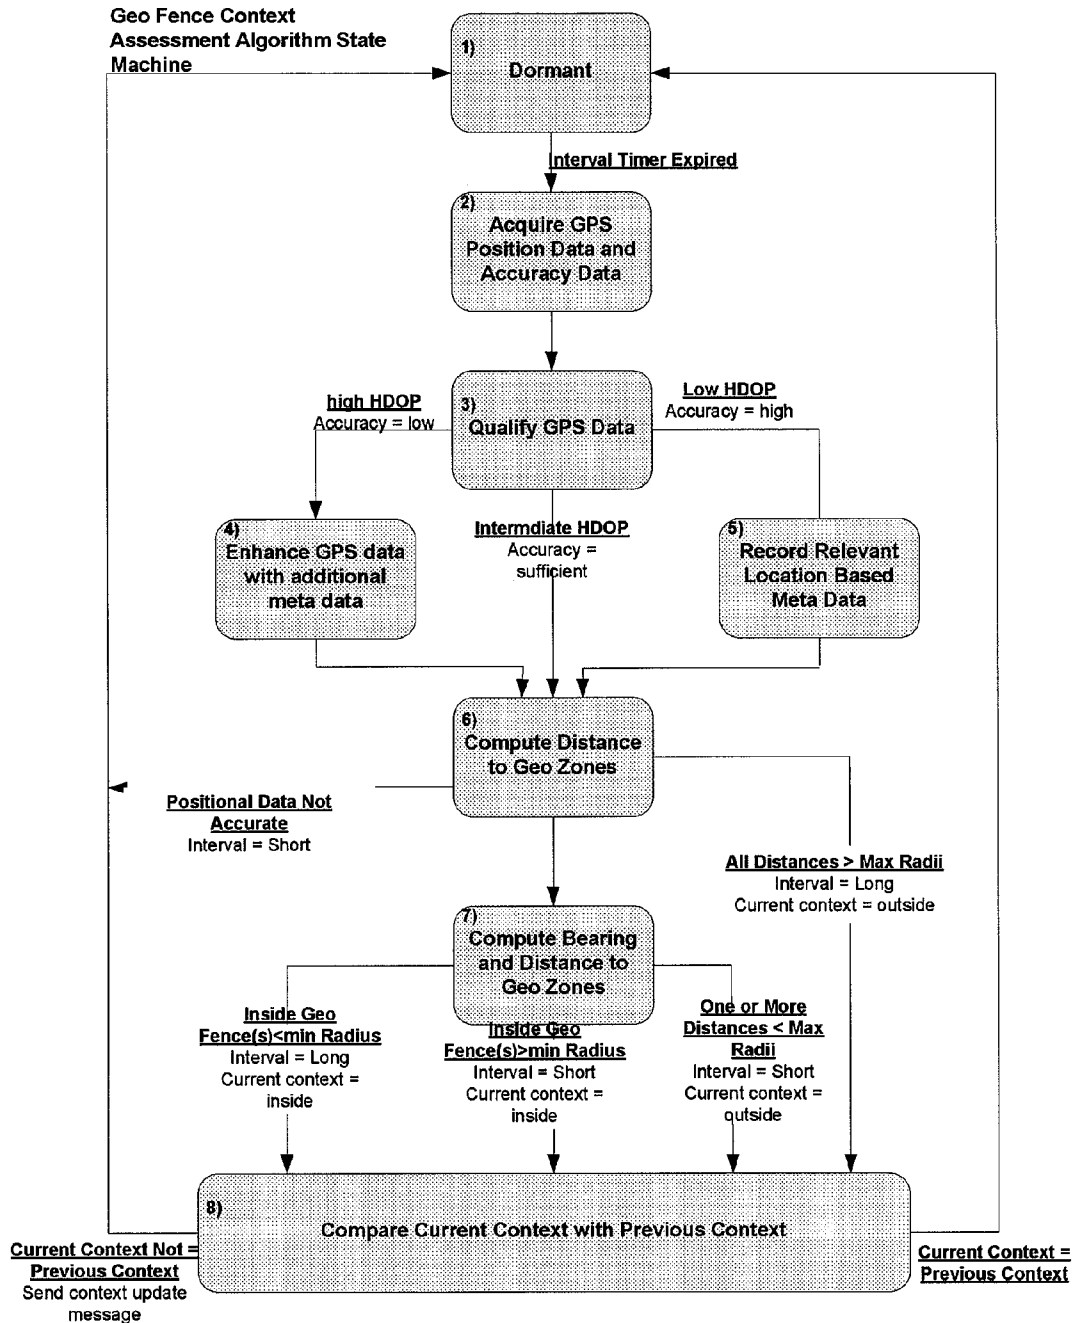 Geo Fence Context
Assessment Algorithm State
Machine
1)
Dormant
Interval Timer Expired
2)
Acquire GPS
Position Data and
Accuracy Data
high HDOP
Accuracy = low
3)
Qualify GPS Data
Low HDOP
Accuracy = high
4)
Enhance GPS data
with additional
meta data
Intermdiate HDOP
Accuracy =
sufficient
5)
Record Relevant
Location Based
Meta Data
6)
Compute Distance
to Geo Zones
Positional Data Not
Accurate
Interval = Short
All Distances > Max Radii
Interval = Long
Current context = outside
7)
Compute Bearing
and Distance to
Geo Zones
Inside Geo
Fence(s)<min Radius
Interval = Long
Current context =
inside
Inside Geo
Fence(s)>min Radius
Interval = Short
Current context =
inside
One or More
Distances < Max
Radii
Interval = Short
Current context =
outside
8)
Compare Current Context with Previous Context
Current Context Not =
Previous Context
Send context update
message
Current Context =
Previous Context